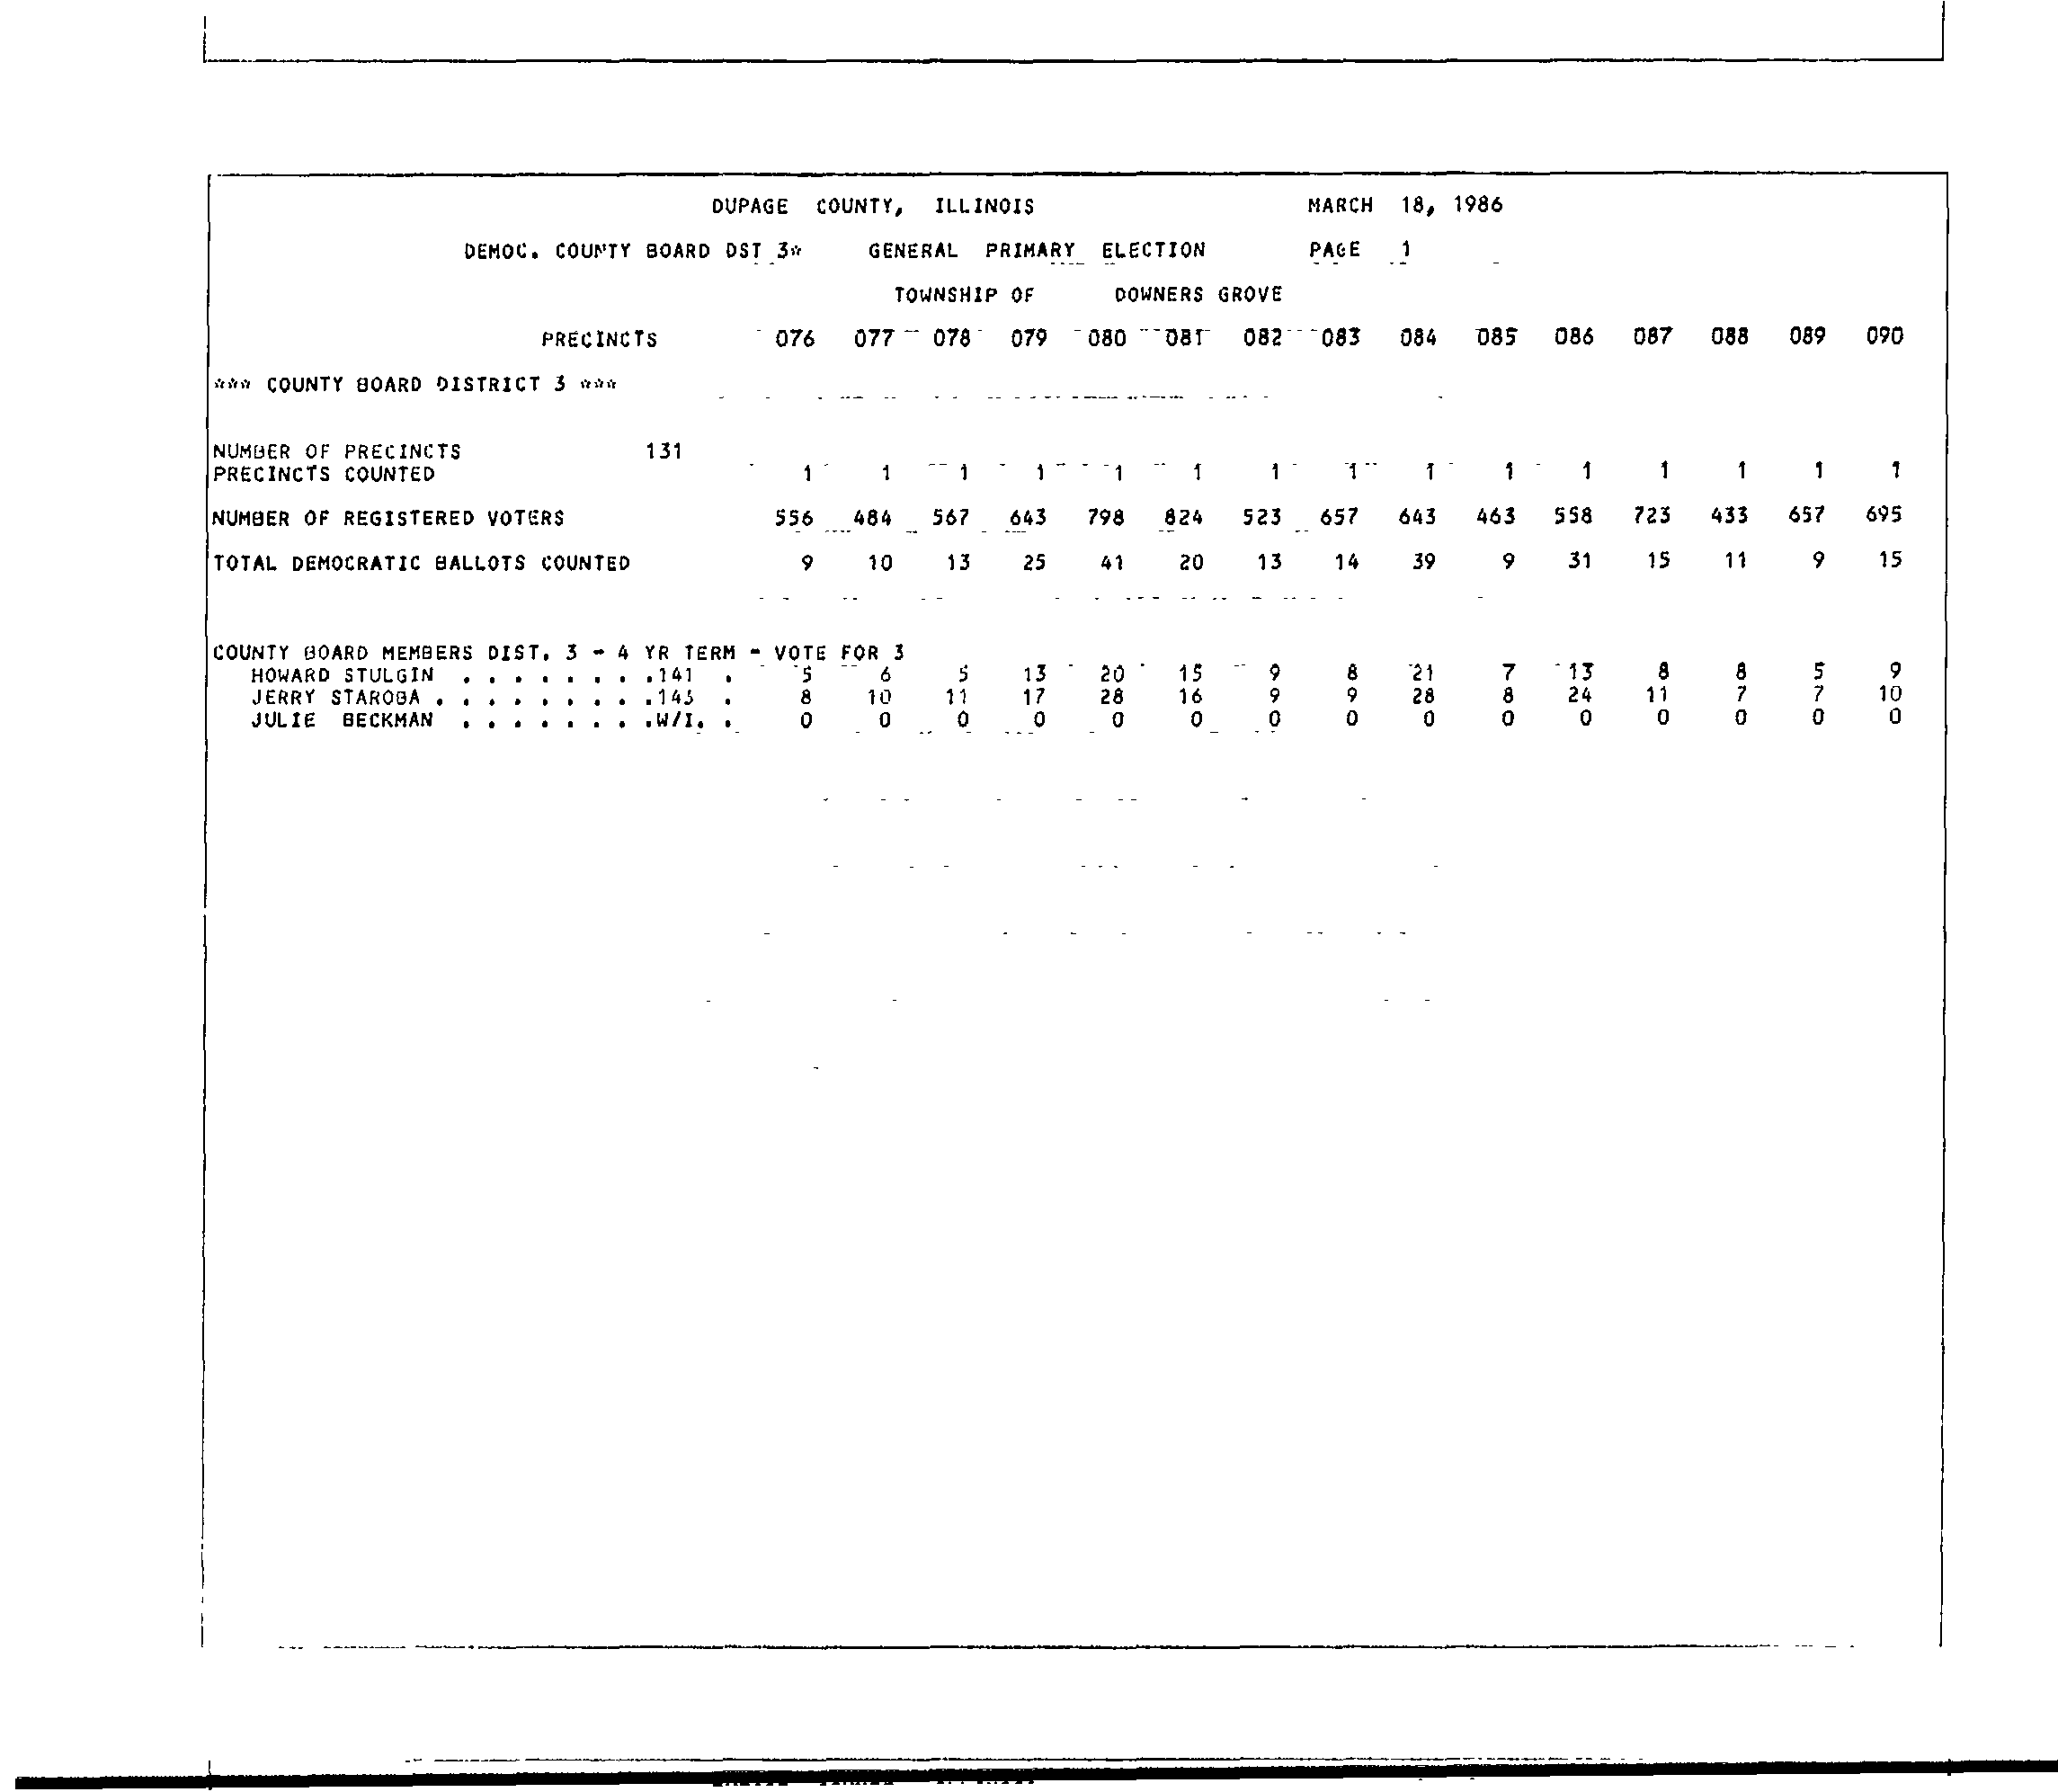 DUPAGE COUNTY, ILLINOIS MARCH 18, 1986
DEMOC. COUNTY BOARD DST 3* GENERAL PRIMARY ELECTION PAGE 1
TOWNSHIP OF DOWNERS GROVE
PRECINCTS 076 077 078 079 080 081 082 083 084 085 086 087 088 089 090
*** COUNTY BOARD DISTRICT 3 ***
NUMBER OF PRECINCTS 131
PRECINCTS COUNTED 1 1 1 1 1 1 1 1 1 1 1 1 1 1 1
NUMBER OF REGISTERED VOTERS 556 484 567 643 798 824 523 657 643 463 558 723 433 657 695
TOTAL DEMOCRATIC BALLOTS COUNTED 9 10 13 25 41 20 13 14 39 9 31 15 11 9 15
COUNTY BOARD MEMBERS DIST. 3 - 4 YR TERM - VOTE FOR 3
HOWARD STULGIN . . . . . . . .141 . 5 6 5 13 20 15 9 8 21 7 13 8 8 5 9
JERRY STAROBA . . . . . . . . .143 . 8 10 11 17 28 16 9 9 28 8 24 11 7 7 10
JULIE BECKMAN . . . . . . . .W/I. . 0 0 0 0 0 0 0 0 0 0 0 0 0 0 0